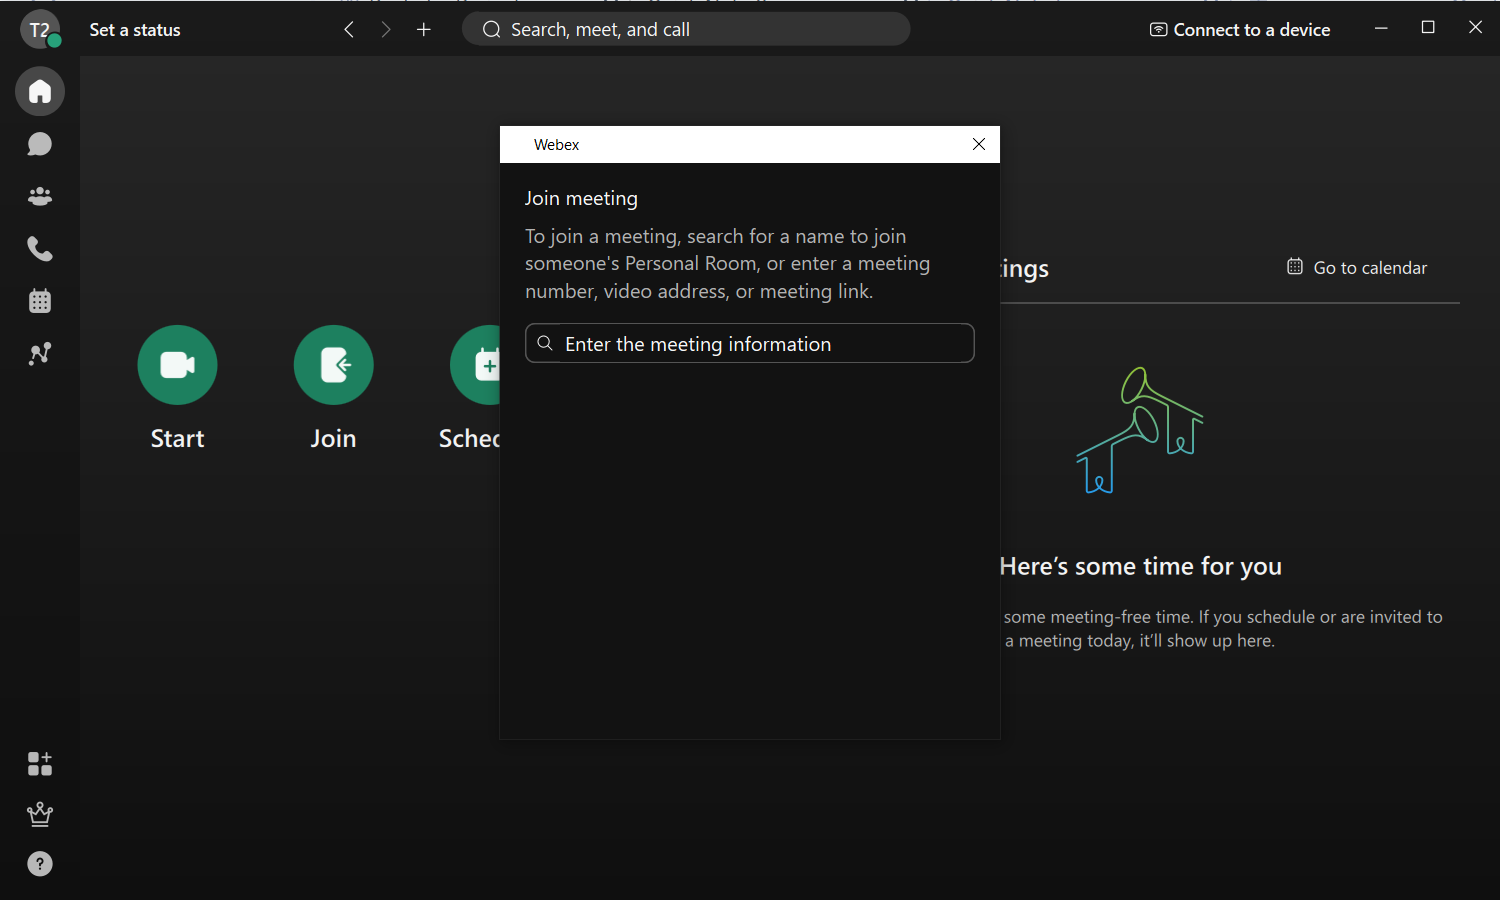 T2
Set a status
Search, meet, and call
Connect to a device
Webex
Join meeting
To join a meeting, search for a name to join
someone's Personal Room, or enter a meeting
number, video address, or meeting link.
Enter the meeting information
ings
Go to calendar
Start
Join
Sched
Here's some time for you
some meeting-free time. If you schedule or are invited to
a meeting today, it'll show up here.